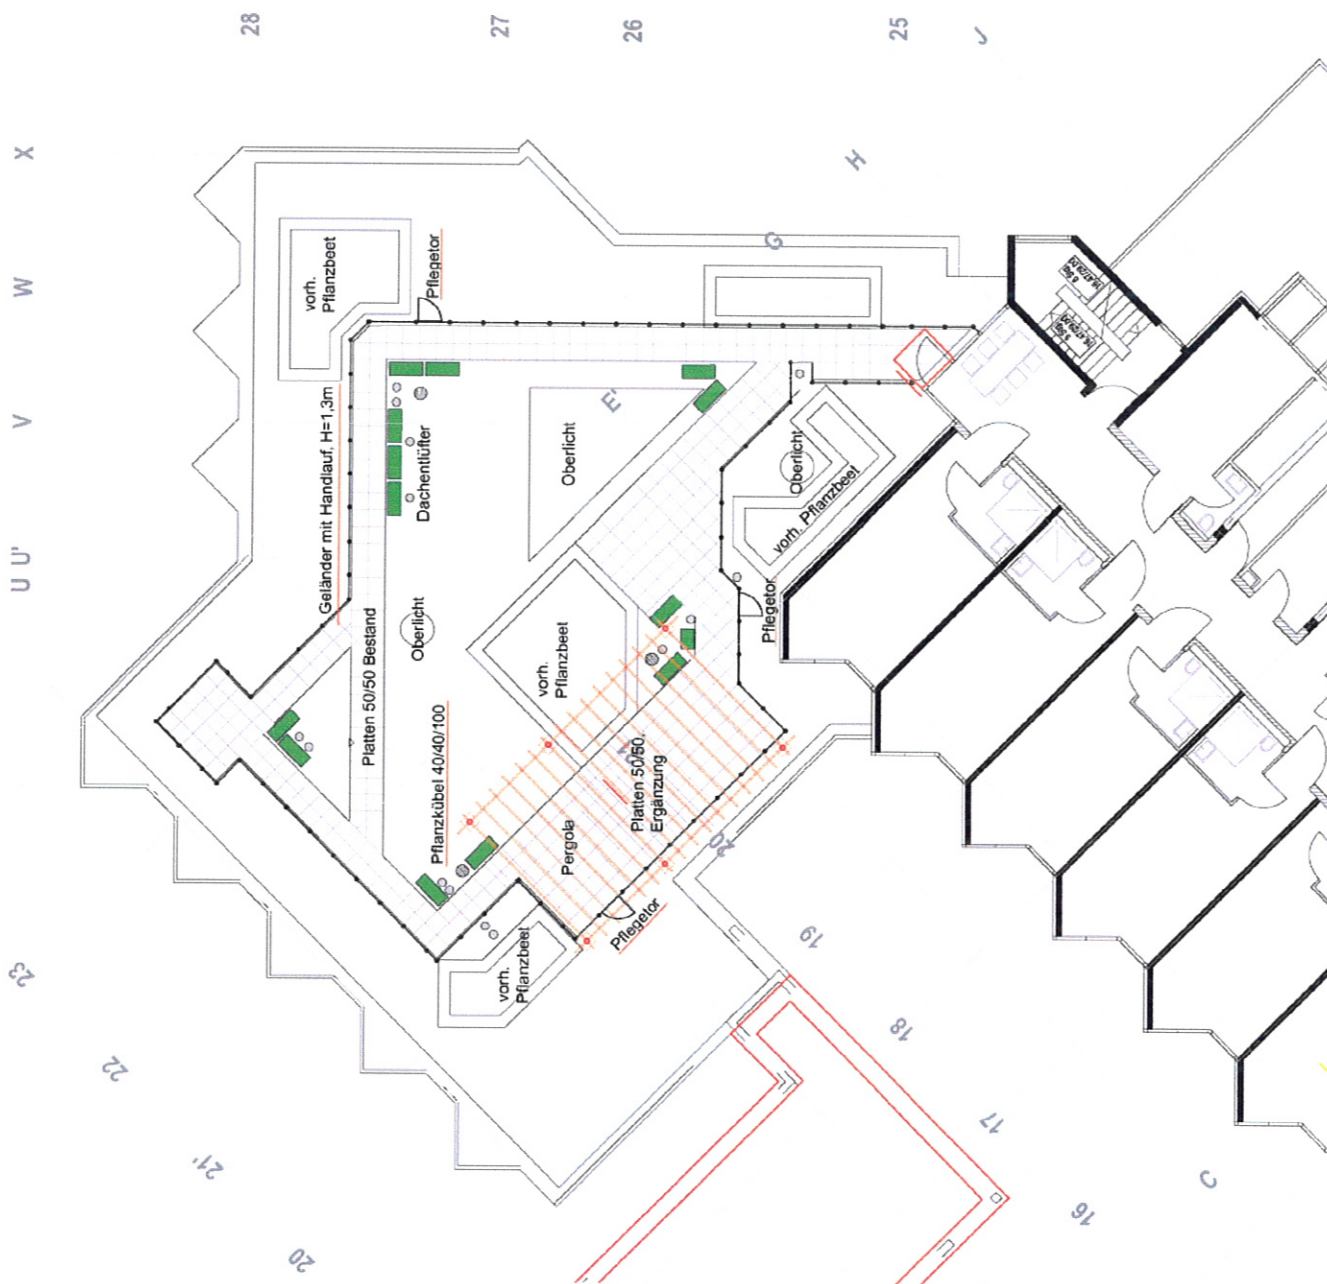 28
27
26
25
J
X
W
V
U U'
H
G
E'
vorh.
Pflanzbeet
Pflegetor
Geländer mit Handlauf, H=1,3m
Dachentlüfter
Oberlicht
Oberlicht
vorh. Pflanzbeet
Pflegetor
Platten 50/50 Bestand
Oberlicht
vorh.
Pflanzbeet
Pflanzkübel 40/40/100
Platten 50/50,
Ergänzung
Pergola
Pflegetor
vorh.
Pflanzbeet
23
22
21'
20
20
19
18
17
16
C